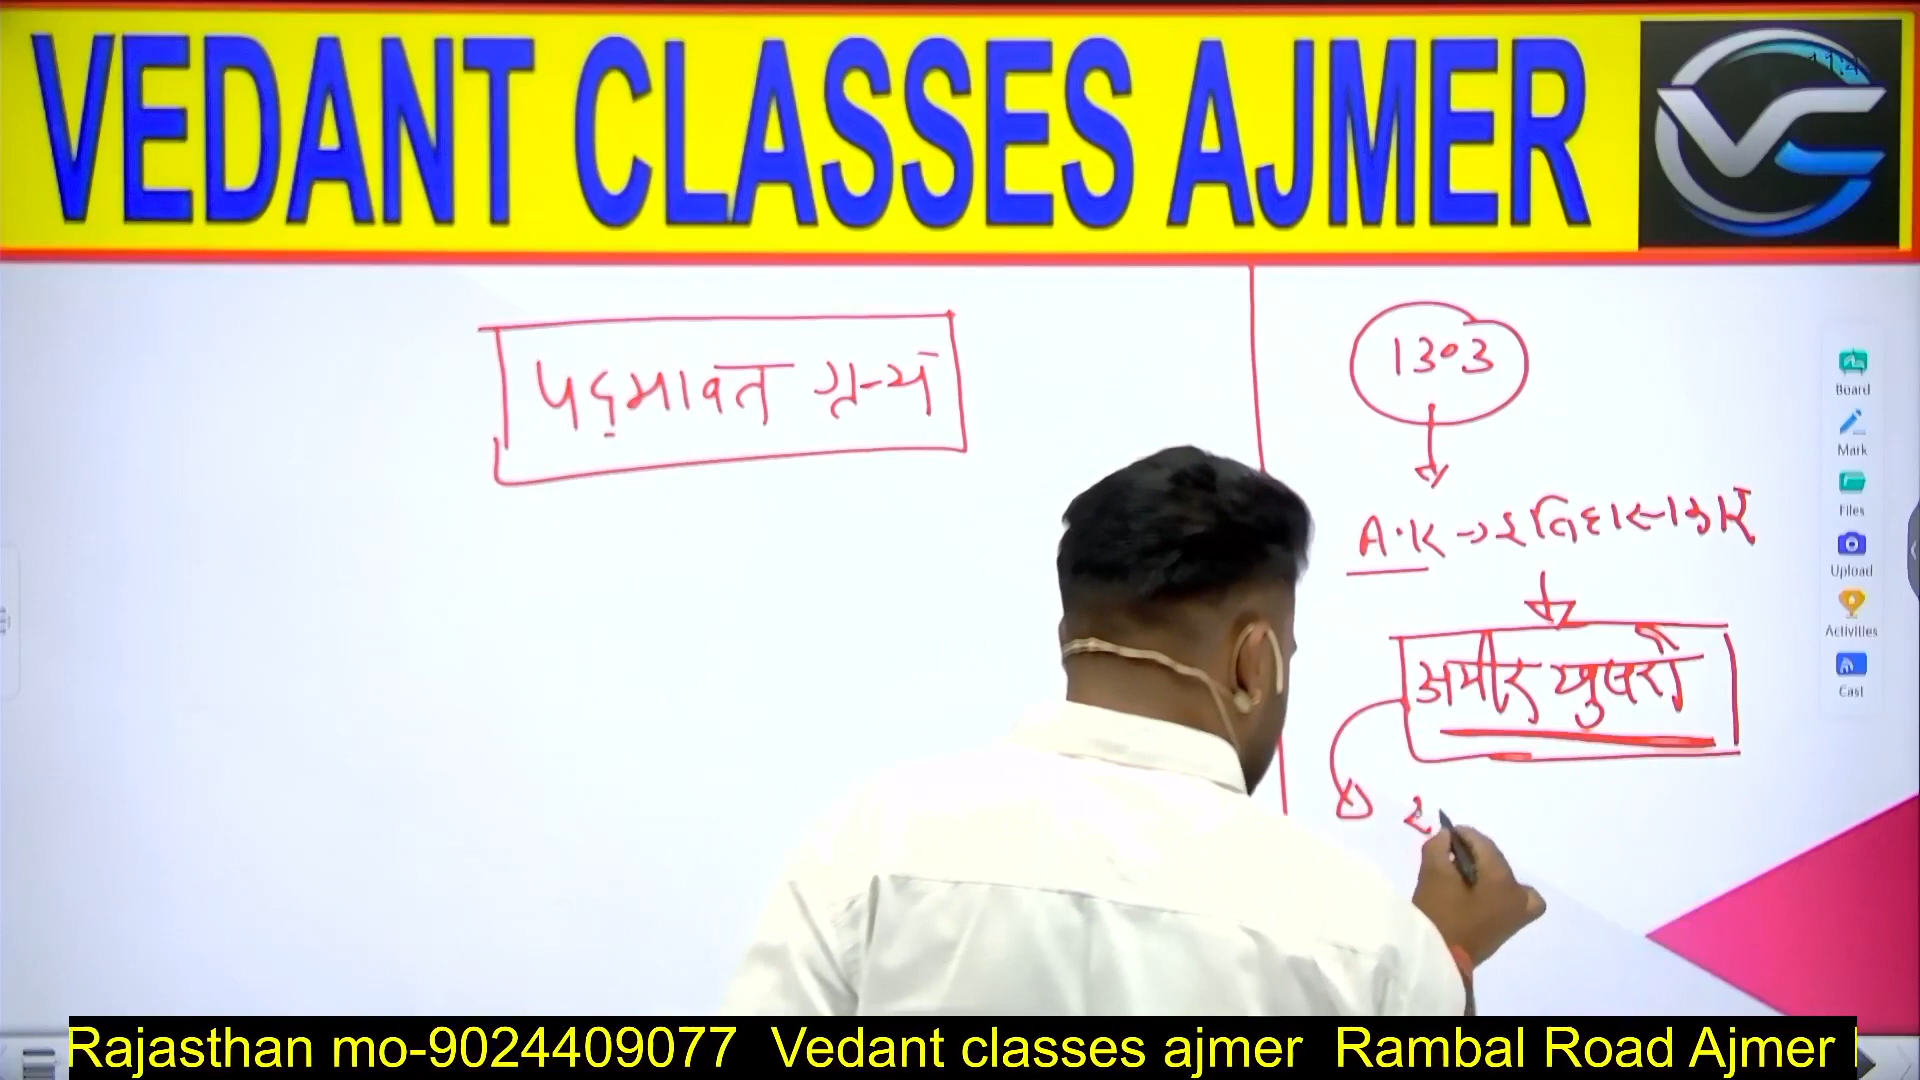 VEDANT CLASSES AJMER
VC
पद्मावत ग्रन्थ
1303
A.K → इतिहासकार
अमीर खुसरो
Board
Mark
Files
Upload
Activities
Cast
Rajasthan mo-9024409077 Vedant classes ajmer Rambal Road Ajmer